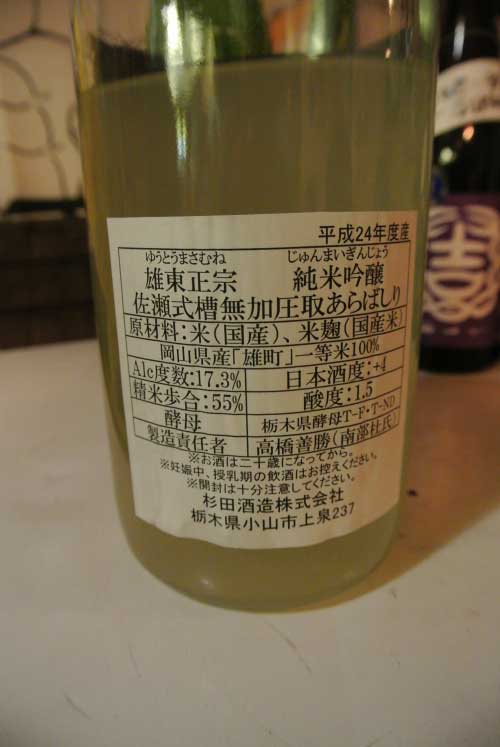 平成24年度産
ゆうとうまさむね じゅんまいぎんじょう
雄東正宗 純米吟醸
佐瀬式槽無加圧取あらばしり
原材料:米(国産)、米麹(国産米)
岡山県産「雄町」一等米100%
Alc度数:17.3% 日本酒度:+4
精米歩合:55% 酸度:1.5
酵母 栃木県酵母T-F・T-ND
製造責任者 高橋善勝(南部杜氏)
※お酒は二十歳になってから。
※妊娠中、授乳期の飲酒はお控えください。
※開封は十分注意してください。
杉田酒造株式会社
栃木県小山市上泉237